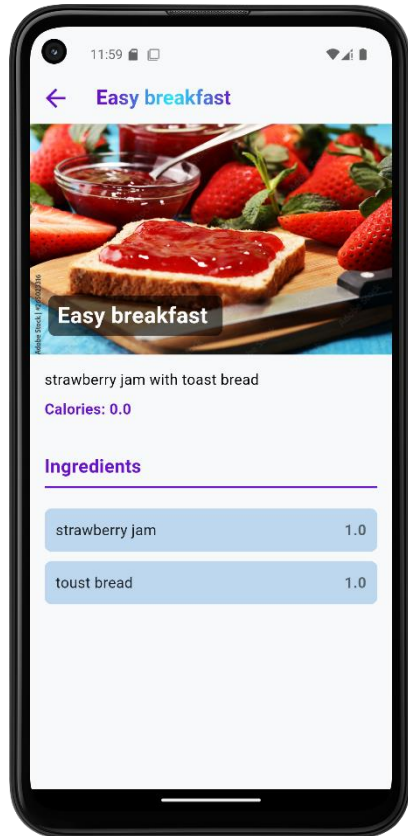 11:59
Easy breakfast
Easy breakfast
strawberry jam with toast bread
Calories: 0.0
Ingredients
strawberry jam 1.0
toust bread 1.0